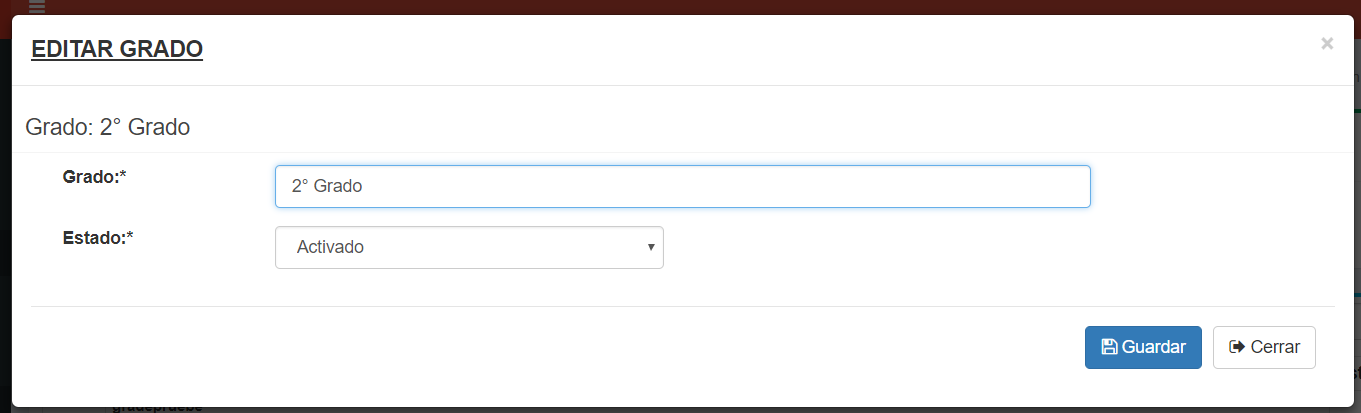 EDITAR GRADO
×
Grado: 2° Grado
Grado:*
2° Grado
Estado:*
Activado
Guardar
Cerrar